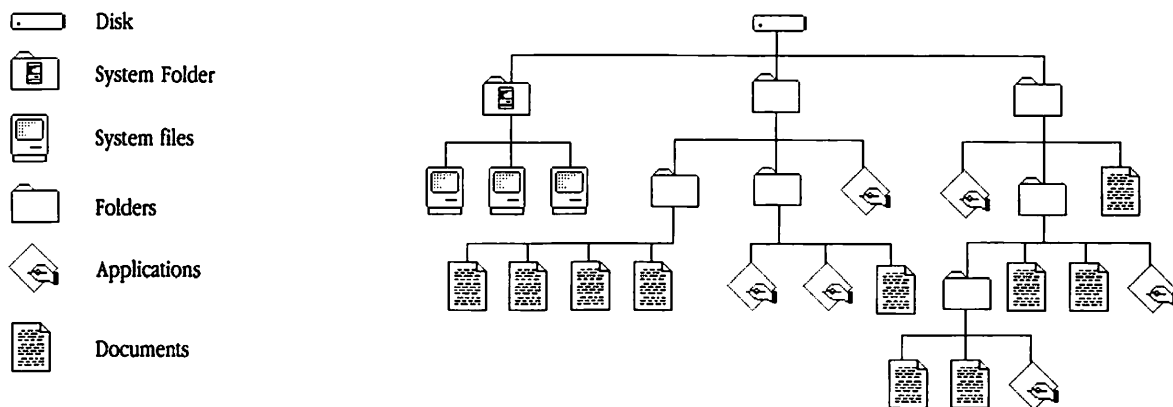 Disk
System Folder
System files
Folders
Applications
Documents